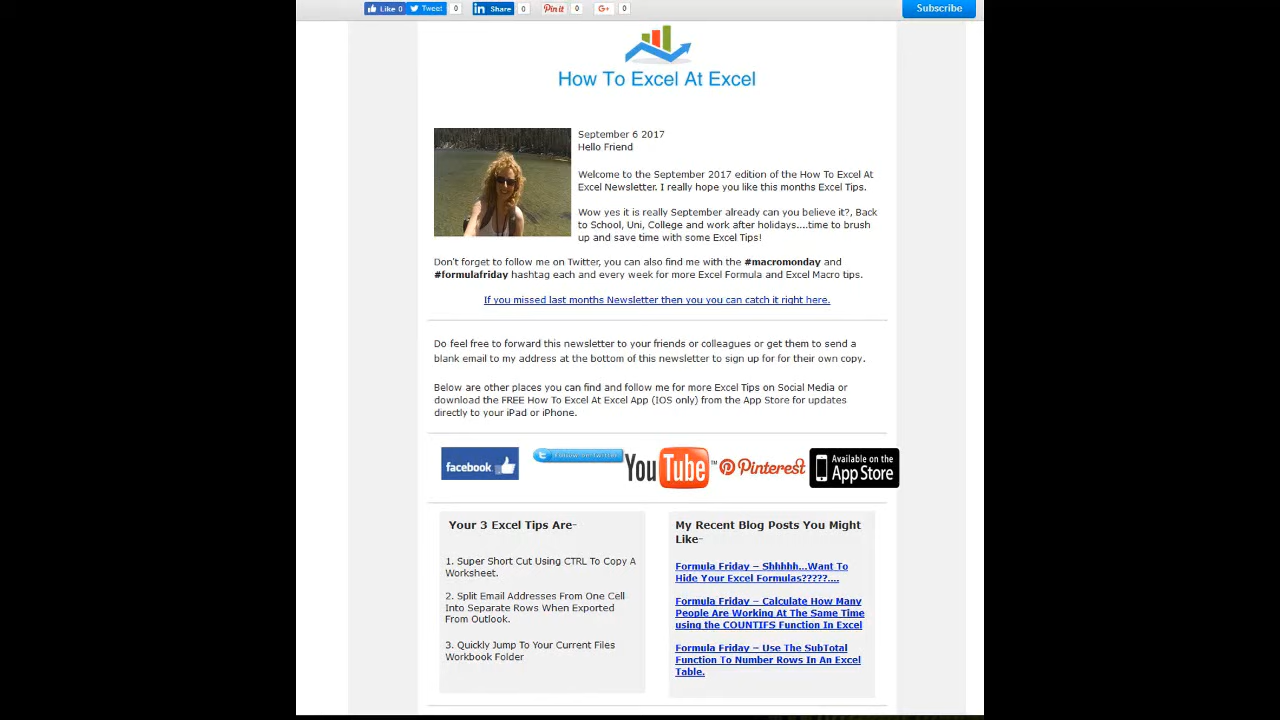 Like 0 Tweet 0 Share 0 Pin it 0 G+ 0 Subscribe
How To Excel At Excel
September 6 2017
Hello Friend
Welcome to the September 2017 edition of the How To Excel At
Excel Newsletter. I really hope you like this months Excel Tips.
Wow yes it is really September already can you believe it?, Back
to School, Uni, College and work after holidays....time to brush
up and save time with some Excel Tips!
Don't forget to follow me on Twitter, you can also find me with the #macromonday and
#formulafriday hashtag each and every week for more Excel Formula and Excel Macro tips.
If you missed last months Newsletter then you you can catch it right here.
Do feel free to forward this newsletter to your friends or colleagues or get them to send a
blank email to my address at the bottom of this newsletter to sign up for for their own copy.
Below are other places you can find and follow me for more Excel Tips on Social Media or
download the FREE How To Excel At Excel App (IOS only) from the App Store for updates
directly to your iPad or iPhone.
facebook
YouTube™
Pinterest
Available on the
App Store
Your 3 Excel Tips Are-
1. Super Short Cut Using CTRL To Copy A
Worksheet.
2. Split Email Addresses From One Cell
Into Separate Rows When Exported
From Outlook.
3. Quickly Jump To Your Current Files
Workbook Folder
My Recent Blog Posts You Might
Like-
Formula Friday – Shhhhh...Want To
Hide Your Excel Formulas?????....
Formula Friday – Calculate How Many
People Are Working At The Same Time
using the COUNTIFS Function In Excel
Formula Friday – Use The SubTotal
Function To Number Rows In An Excel
Table.